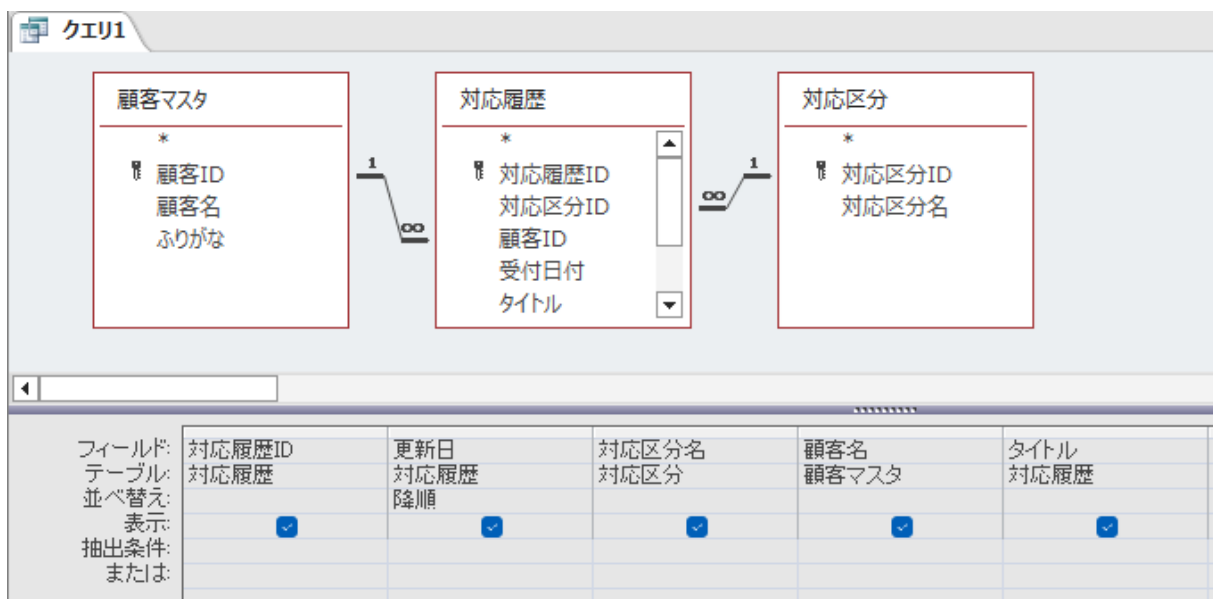 クエリ1
顧客マスタ
*
顧客ID
顧客名
ふりがな
1
∞
対応履歴
*
対応履歴ID
対応区分ID
顧客ID
受付日付
タイトル
∞
1
対応区分
*
対応区分ID
対応区分名
フィールド: 対応履歴ID 更新日 対応区分名 顧客名 タイトル
テーブル: 対応履歴 対応履歴 対応区分 顧客マスタ 対応履歴
並べ替え: 降順
表示:
抽出条件:
または: